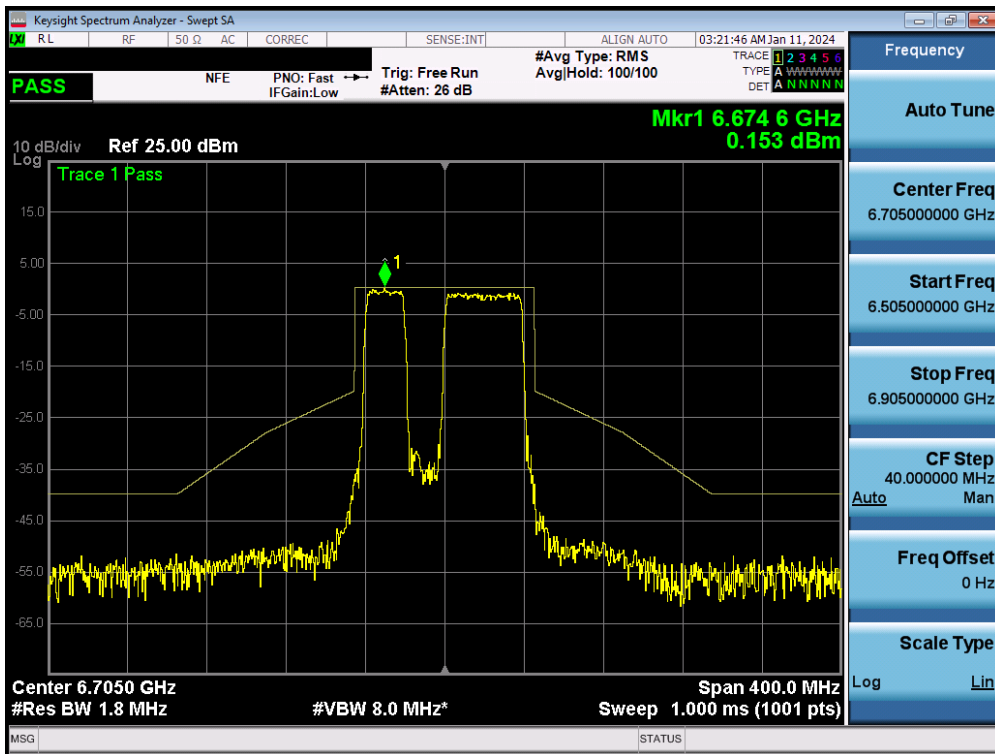 Keysight Spectrum Analyzer - Swept SA
LXI RL RF 50 Ω AC CORREC SENSE:INT ALIGN AUTO 03:21:46 AM Jan 11, 2024
PASS
NFE
PNO: Fast
IFGain:Low
Trig: Free Run
#Atten: 26 dB
#Avg Type: RMS
Avg|Hold: 100/100
TRACE 1 2 3 4 5 6
TYPE A WWWWW
DET A N N N N N
Mkr1 6.674 6 GHz
0.153 dBm
10 dB/div Ref 25.00 dBm
Log
Trace 1 Pass
1
15.0
5.00
-5.00
-15.0
-25.0
-35.0
-45.0
-55.0
-65.0
Center 6.7050 GHz Span 400.0 MHz
#Res BW 1.8 MHz #VBW 8.0 MHz* Sweep 1.000 ms (1001 pts)
MSG STATUS
Frequency
Auto Tune
Center Freq
6.705000000 GHz
Start Freq
6.505000000 GHz
Stop Freq
6.905000000 GHz
CF Step
40.000000 MHz
Auto Man
Freq Offset
0 Hz
Scale Type
Log Lin